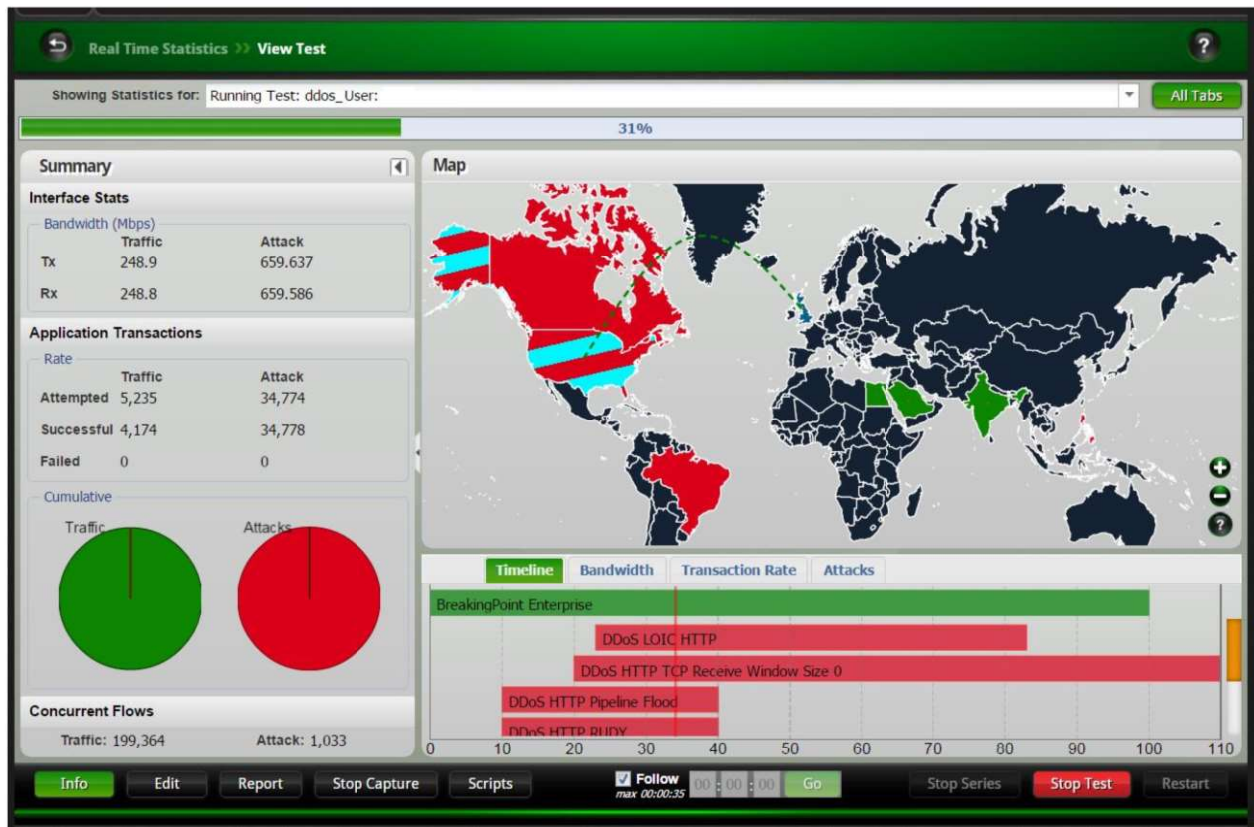 Real Time Statistics >> View Test
?
Showing Statistics for: Running Test: ddos_User:
All Tabs
31%
Summary
Interface Stats
Bandwidth (Mbps)
Traffic Attack
Tx 248.9 659.637
Rx 248.8 659.586
Application Transactions
Rate
Traffic Attack
Attempted 5,235 34,774
Successful 4,174 34,778
Failed 0 0
Cumulative
Traffic Attacks
Concurrent Flows
Traffic: 199,364 Attack: 1,033
Map
?
Timeline Bandwidth Transaction Rate Attacks
BreakingPoint Enterprise
DDoS LOIC HTTP
DDoS HTTP TCP Receive Window Size 0
DDoS HTTP Pipeline Flood
DDoS HTTP RUDY
0 10 20 30 40 50 60 70 80 90 100 110
Info Edit Report Stop Capture Scripts
Follow
max 00:00:35
00 : 00 : 00 Go
Stop Series Stop Test Restart